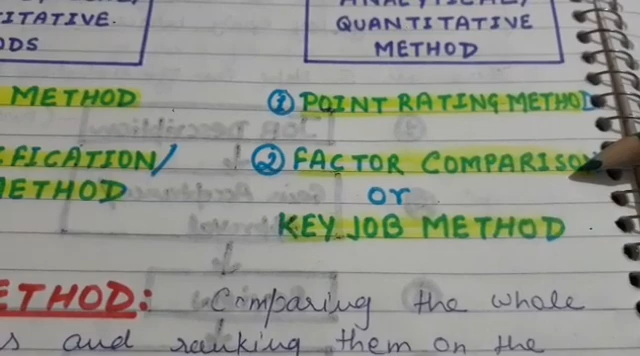 ITATIVE.
ODS
ANALYTICAL/
QUANTITATIVE
METHOD
METHOD
① POINT RATING METHOD
FICATION/
ETHOD
② FACTOR COMPARISON
OR
KEY JOB METHOD
ETHOD: Comparing the whole
s and ranking them on the